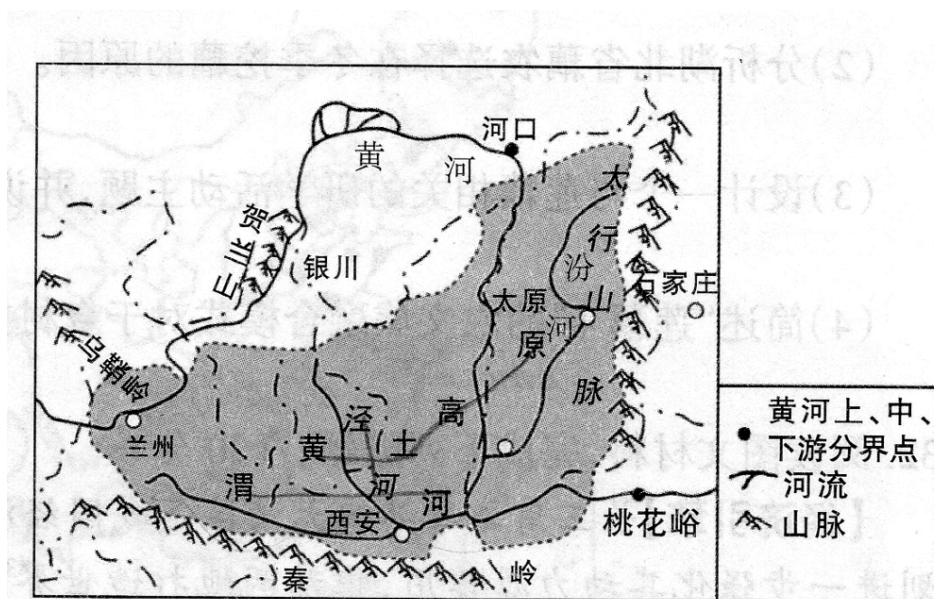 河口
黄河
贺兰山
银川
太行山脉
汾河
石家庄
太原
乌鞘岭
兰州
黄土高原
泾河
渭河
西安
桃花峪
秦岭
黄河上、中、
下游分界点
河流
山脉